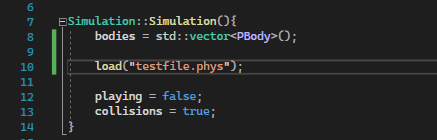 6
7 Simulation::Simulation(){
8 bodies = std::vector<PBody>();
9
10 load("testfile.phys");
11
12 playing = false;
13 collisions = true;
14 }